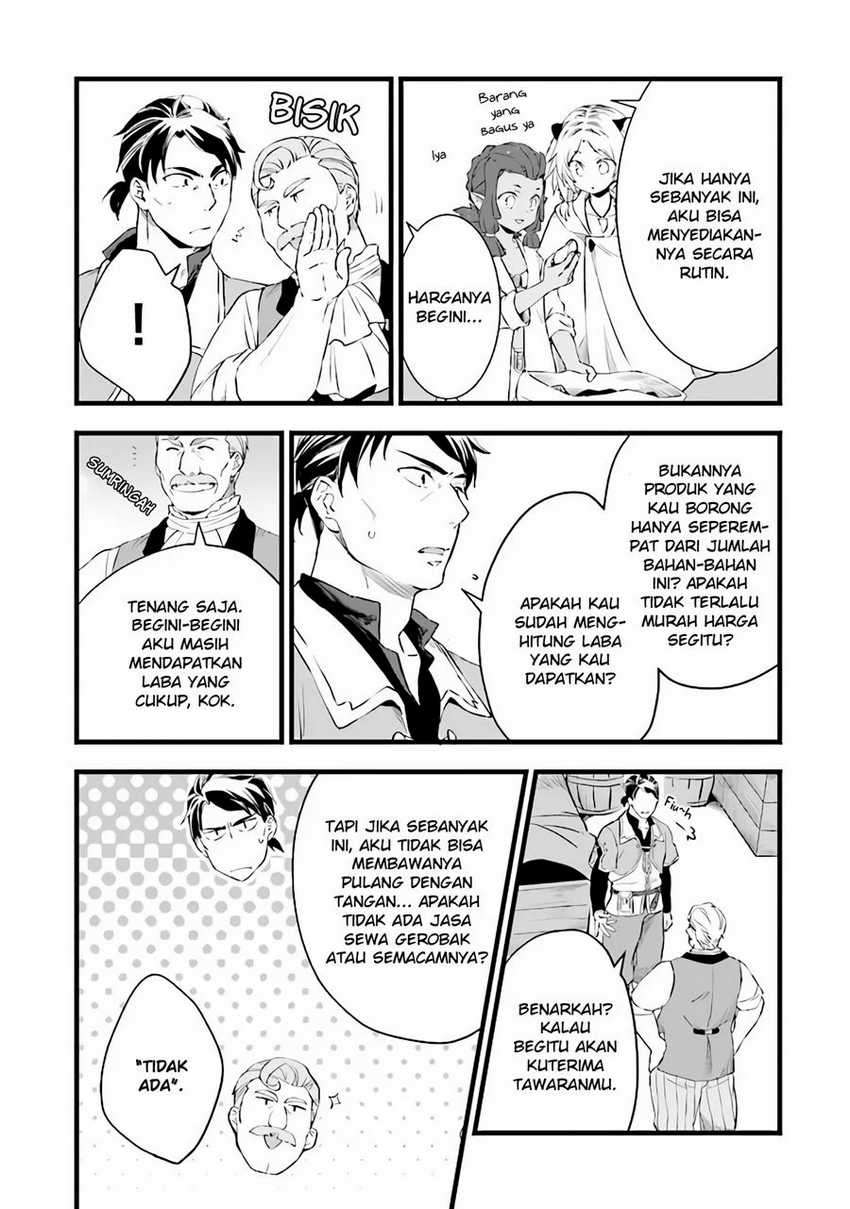 JIKA HANYA
SEBANYAK INI,
AKU BISA
MENYEDIAKAN-
NYA SECARA
RUTIN.
Barang
yang
Bagus ya
Iya
HARGANYA
BEGINI...
BISIK
!
BUKANNYA
PRODUK YANG
KAU BORONG
HANYA SEPEREM-
PAT DARI JUMLAH
BAHAN-BAHAN
INI? APAKAH
TIDAK TERLALU
MURAH HARGA
SEGITU?
APAKAH KAU
SUDAH MENG-
HITUNG LABA
YANG KAU
DAPATKAN?
SUMRINGAH
TENANG SAJA.
BEGINI-BEGINI
AKU MASIH
MENDAPATKAN
LABA YANG
CUKUP, KOK.
Fiu~h
BENARKAH?
KALAU
BEGITU AKAN
KUTERIMA
TAWARANMU.
TAPI JIKA SEBANYAK
INI, AKU TIDAK BISA
MEMBAWANYA
PULANG DENGAN
TANGAN... APAKAH
TIDAK ADA JASA
SEWA GEROBAK
ATAU SEMACAMNYA?
"TIDAK
ADA".